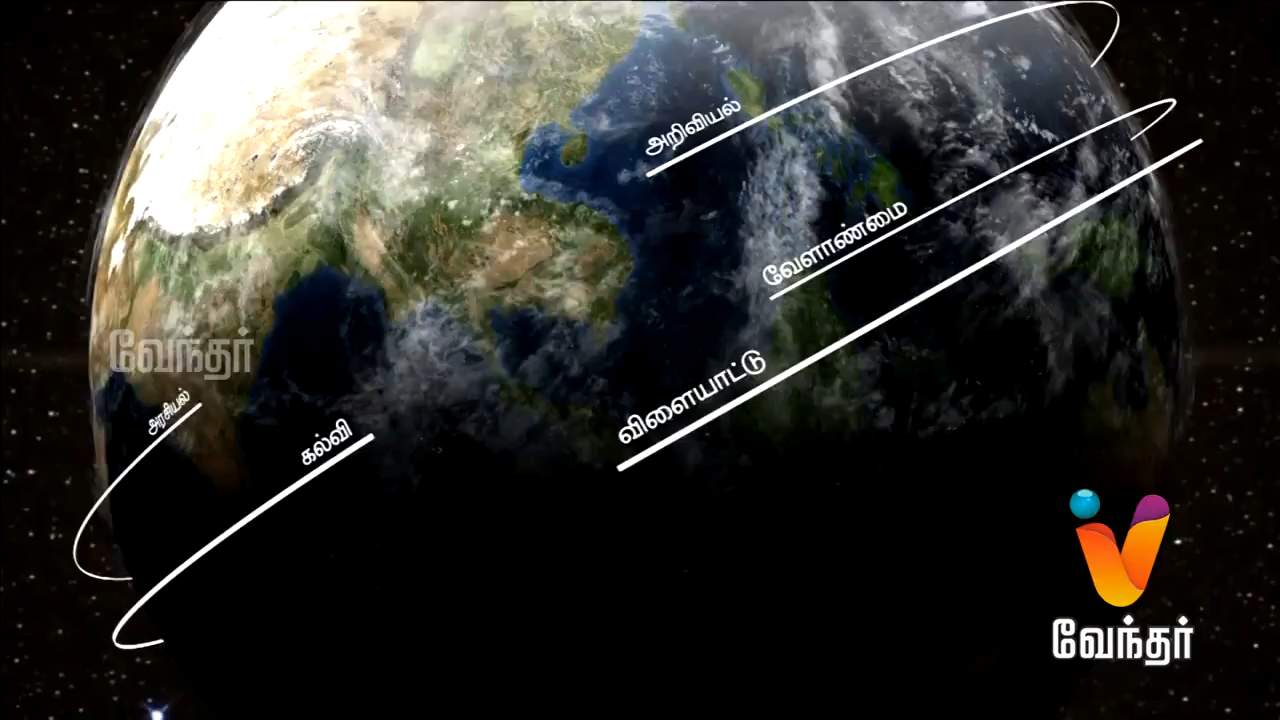 அறிவியல்
வேளாண்மை
வேந்தர்
விளையாட்டு
அரசியல்
கல்வி
வேந்தர்